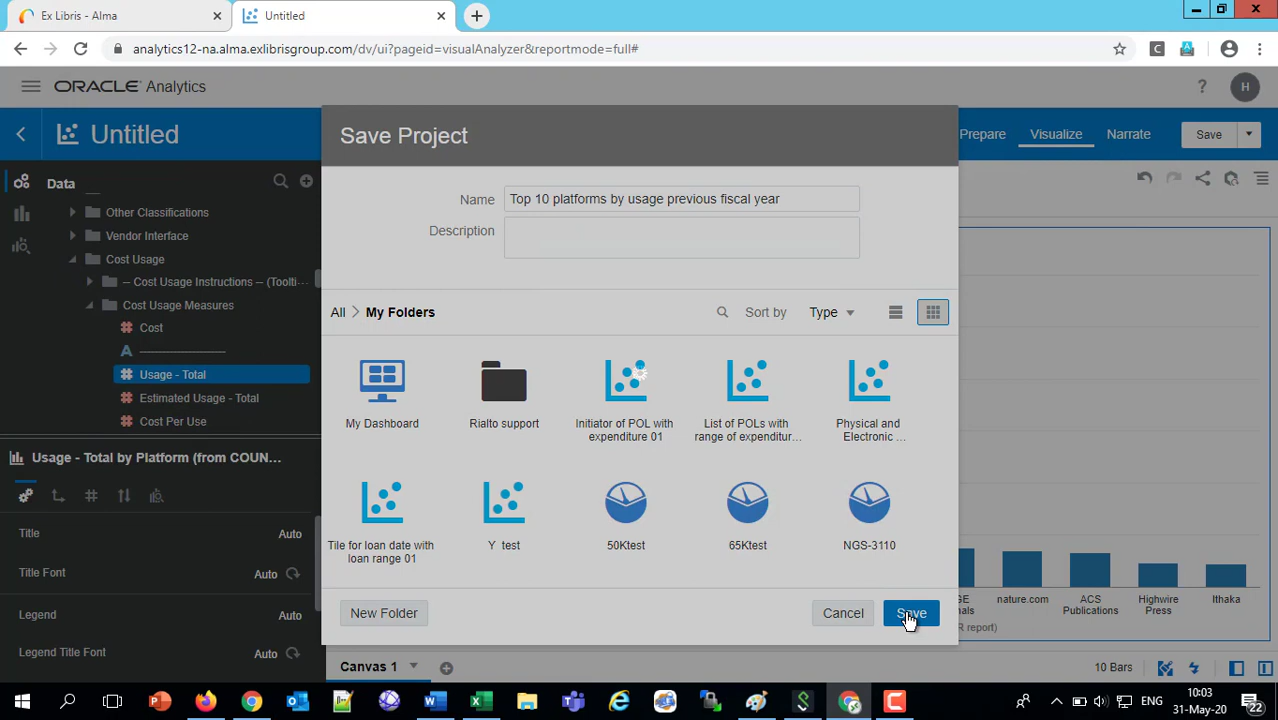 Ex Libris - Alma
Untitled
analytics12-na.alma.exlibrisgroup.com/dv/ui?pageid=visualAnalyzer&reportmode=full#
ORACLE Analytics
H
Untitled
Prepare
Visualize
Narrate
Save
Data
Other Classifications
Vendor Interface
Cost Usage
-- Cost Usage Instructions -- (Toolti...
Cost Usage Measures
Cost
Usage - Total
Estimated Usage - Total
Cost Per Use
Usage - Total by Platform (from COUN...
Title
Auto
Title Font
Auto
Legend
Auto
Legend Title Font
Auto
Save Project
Name
Top 10 platforms by usage previous fiscal year
Description
All > My Folders
Sort by
Type
My Dashboard
Rialto support
Initiator of POL with
expenditure 01
List of POLs with
range of expenditur...
Physical and
Electronic ...
Tile for loan date with
loan range 01
Y test
50Ktest
65Ktest
NGS-3110
New Folder
Cancel
Save
nature.com
ACS
Publications
Highwire
Press
Ithaka
report)
Canvas 1
10 Bars
ENG
10:03
31-May-20
22